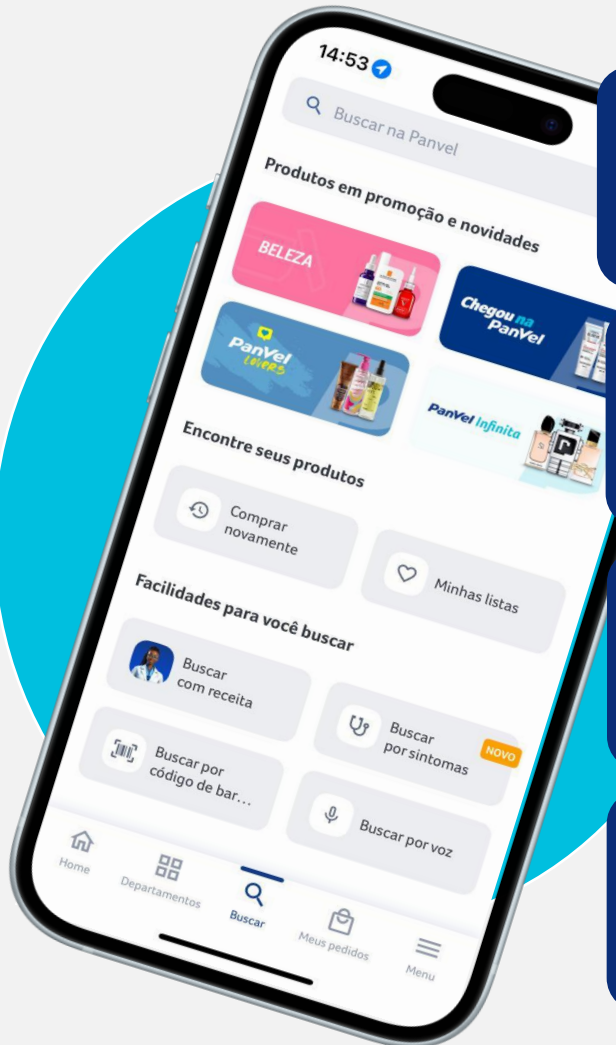 14:53
Buscar na Panvel
Produtos em promoção e novidades
BELEZA
Chegou na
PanVel
PanVel
lovers
PanVel Infinita
Encontre seus produtos
Comprar
novamente
Minhas listas
Facilidades para você buscar
Buscar
com receita
Buscar
por sintomas
NOVO
Buscar por
código de bar...
Buscar por voz
Home
Departamentos
Buscar
Meus pedidos
Menu